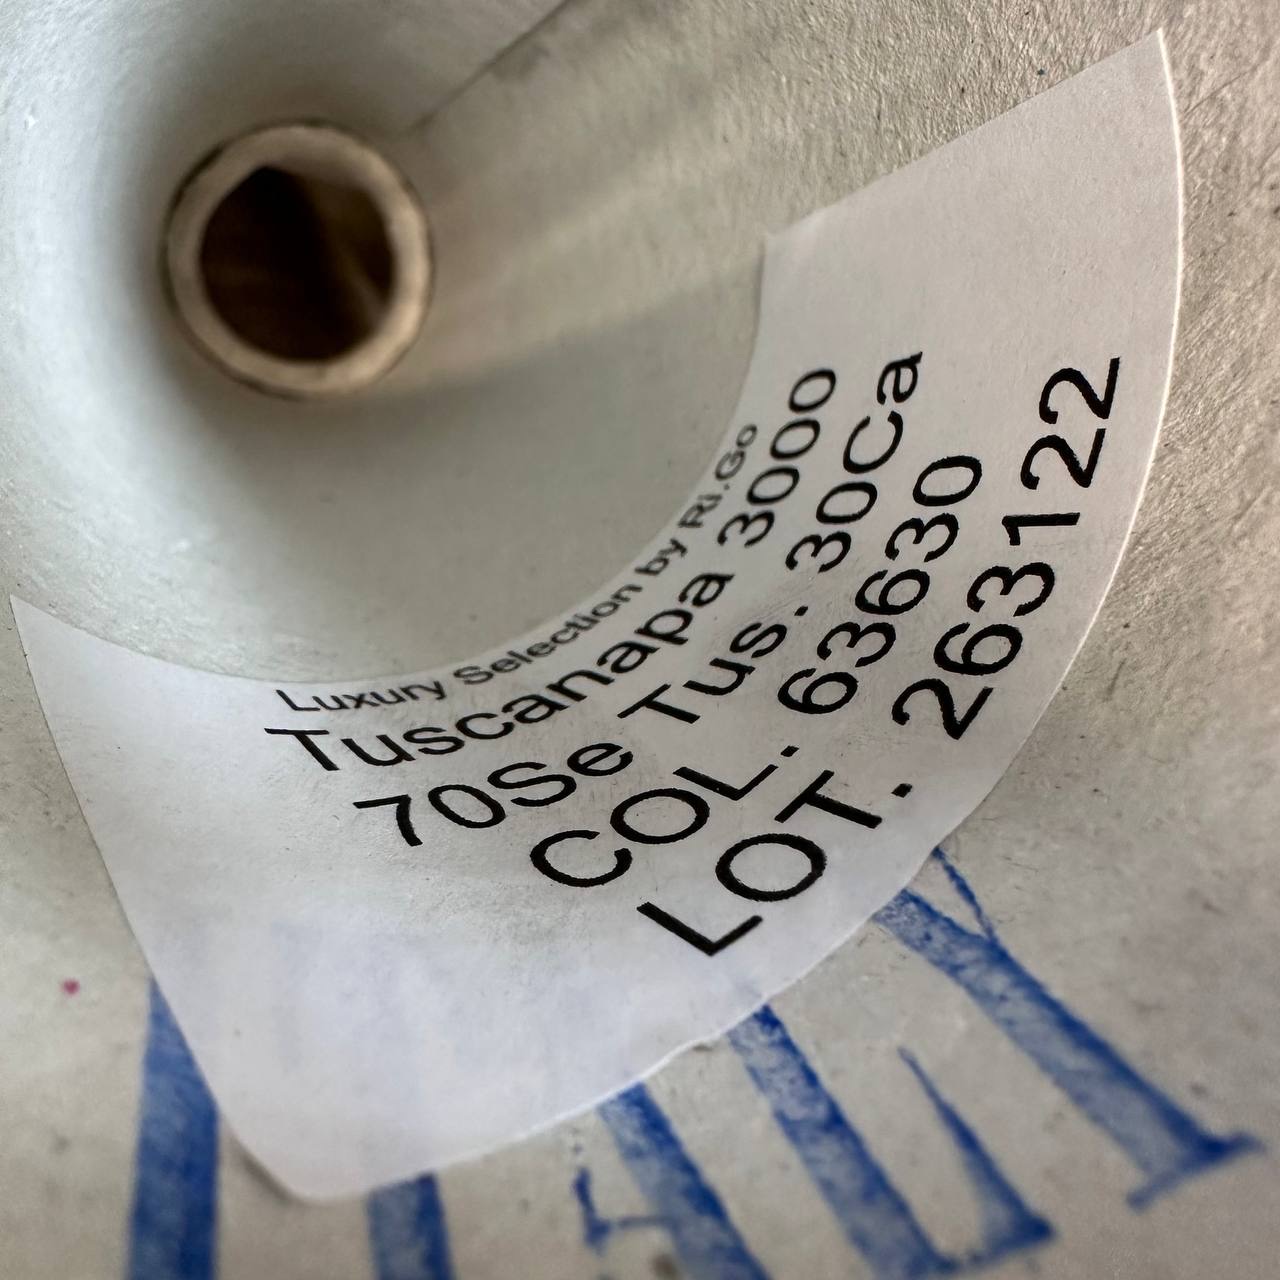 Luxury Selection by Ri.Go
Tuscanapa 3000
70Se Tus. 30Ca
COL. 63630
LOT. 263122